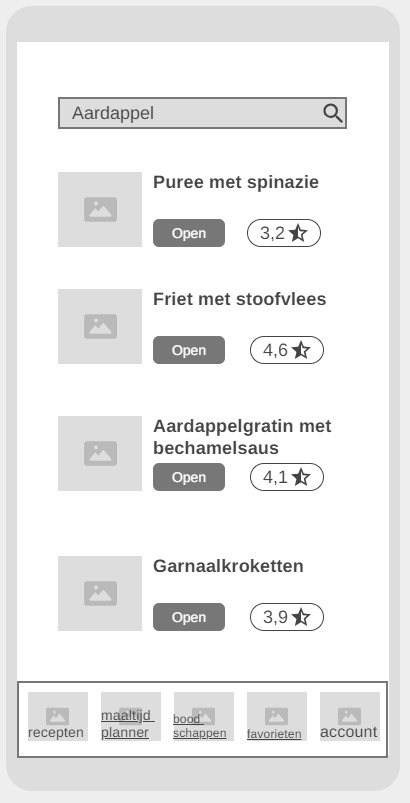 Aardappel
Puree met spinazie
Open
3,2
Friet met stoofvlees
Open
4,6
Aardappelgratin met
bechamelsaus
Open
4,1
Garnaalkroketten
Open
3,9
recepten
maaltijd
planner
bood
schappen
favorieten
account